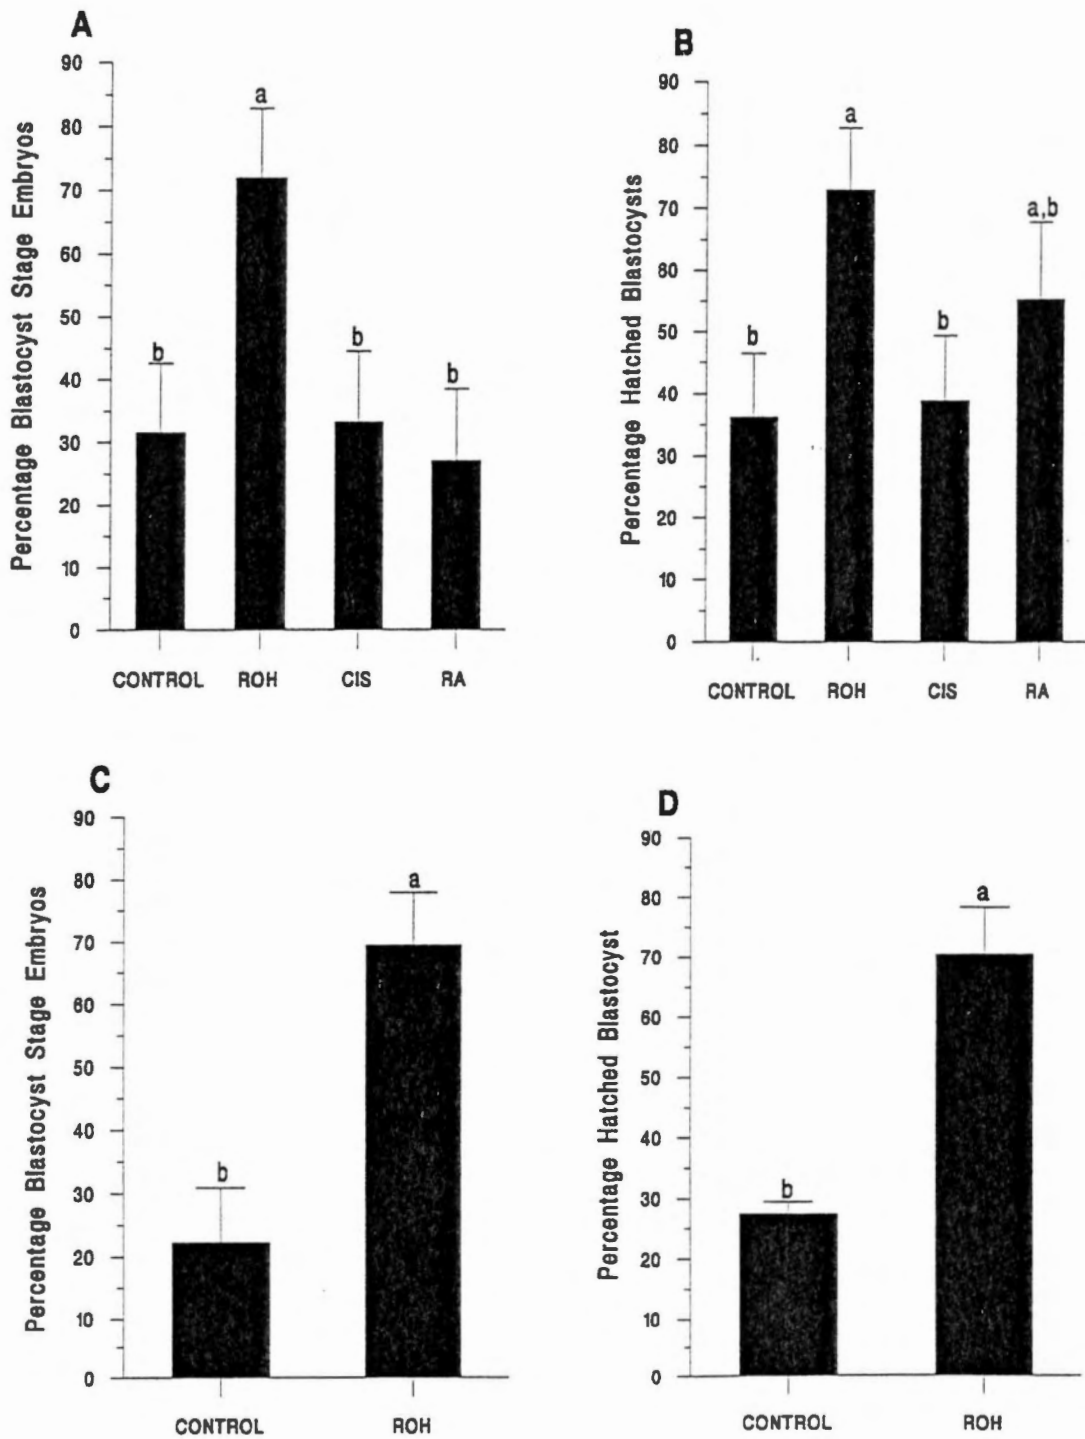 A
Percentage Blastocyst Stage Embryos
90
80
70
60
50
40
30
20
10
0
a
b
b
b
CONTROL ROH CIS RA
B
Percentage Hatched Blastocysts
90
80
70
60
50
40
30
20
10
0
a
a,b
b
b
CONTROL ROH CIS RA
C
Percentage Blastocyst Stage Embryos
90
80
70
60
50
40
30
20
10
0
a
b
CONTROL ROH
D
Percentage Hatched Blastocyst
90
80
70
60
50
40
30
20
10
0
a
b
CONTROL ROH